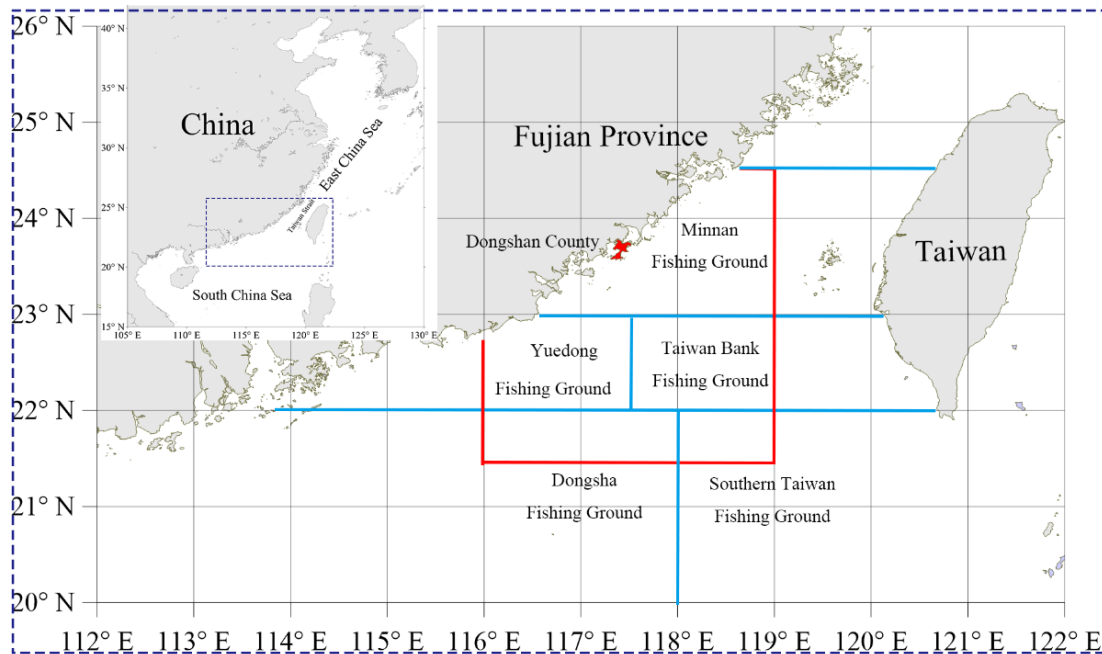 26° N
25° N
24° N
23° N
22° N
21° N
20° N
112° E
113° E
114° E
115° E
116° E
117° E
118° E
119° E
120° E
121° E
122° E
40° N
35° N
30° N
25° N
20° N
15° N
105° E
110° E
115° E
120° E
125° E
130° E
China
East China Sea
Taiwan Strait
South China Sea
Fujian Province
Dongshan County
Minnan
Fishing Ground
Taiwan
Yuedong
Fishing Ground
Taiwan Bank
Fishing Ground
Dongsha
Fishing Ground
Southern Taiwan
Fishing Ground